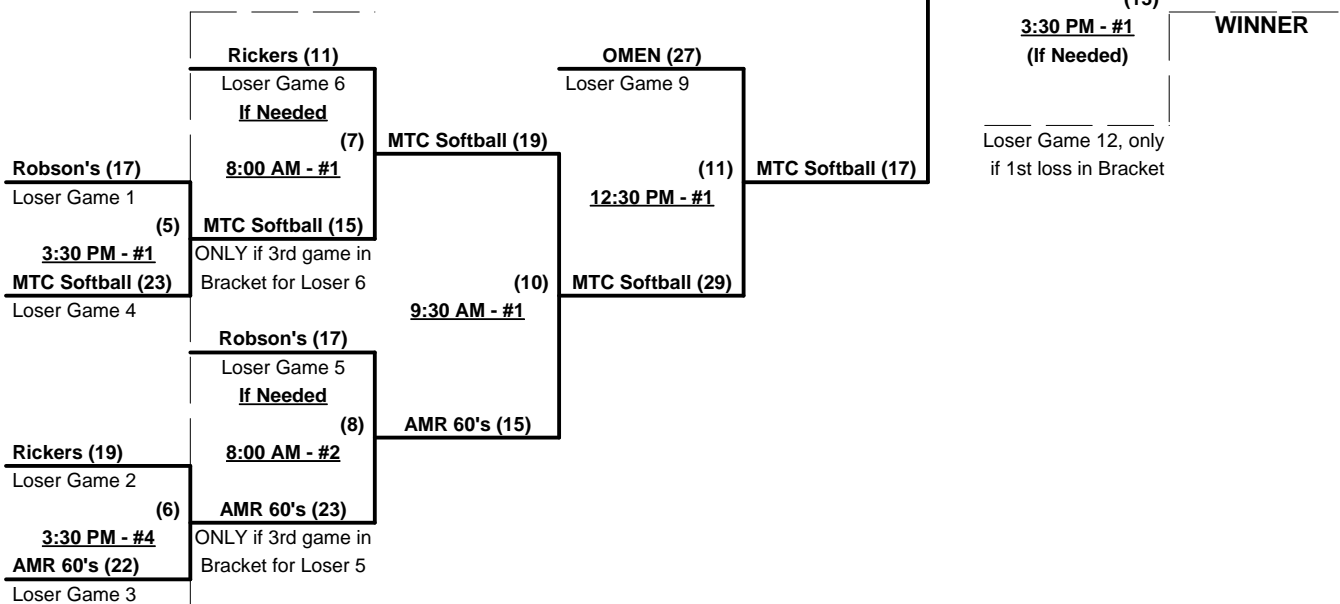 (13)
3:30 PM - #1
(If Needed)
WINNER
Loser Game 12, only
if 1st loss in Bracket
Rickers (11)
Loser Game 6
If Needed
(7)
8:00 AM - #1
MTC Softball (15)
ONLY if 3rd game in
Bracket for Loser 6
OMEN (27)
Loser Game 9
(11)
12:30 PM - #1
MTC Softball (17)
MTC Softball (19)
(10)
9:30 AM - #1
MTC Softball (29)
Robson's (17)
Loser Game 1
(5)
3:30 PM - #1
MTC Softball (23)
Loser Game 4
Robson's (17)
Loser Game 5
If Needed
(8)
8:00 AM - #2
AMR 60's (15)
AMR 60's (23)
ONLY if 3rd game in
Bracket for Loser 5
Rickers (19)
Loser Game 2
(6)
3:30 PM - #4
AMR 60's (22)
Loser Game 3